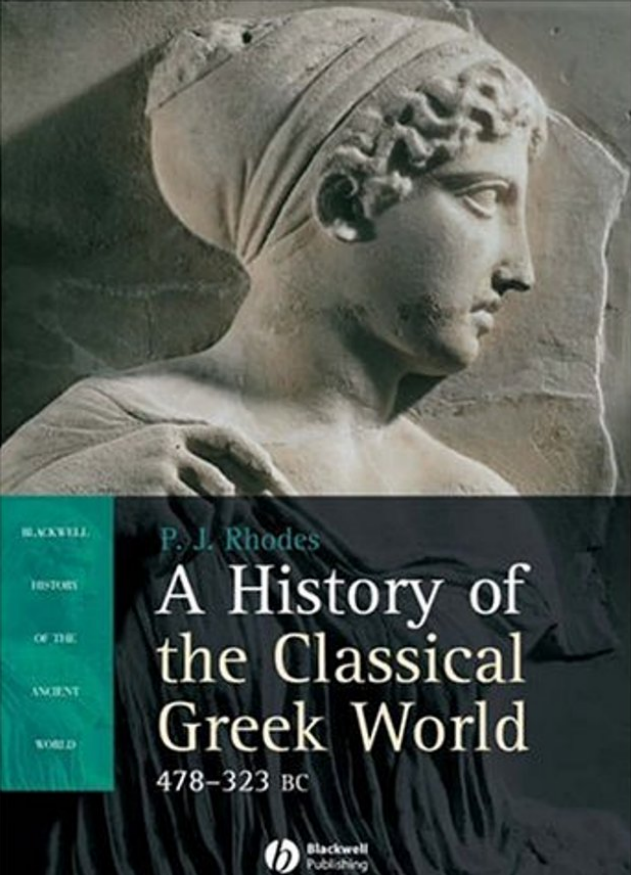 BLACKWELL
HISTORY
OF THE
ANCIENT
WORLD
P. J. Rhodes
A History of
the Classical
Greek World
478–323 BC
b
Blackwell
Publishing